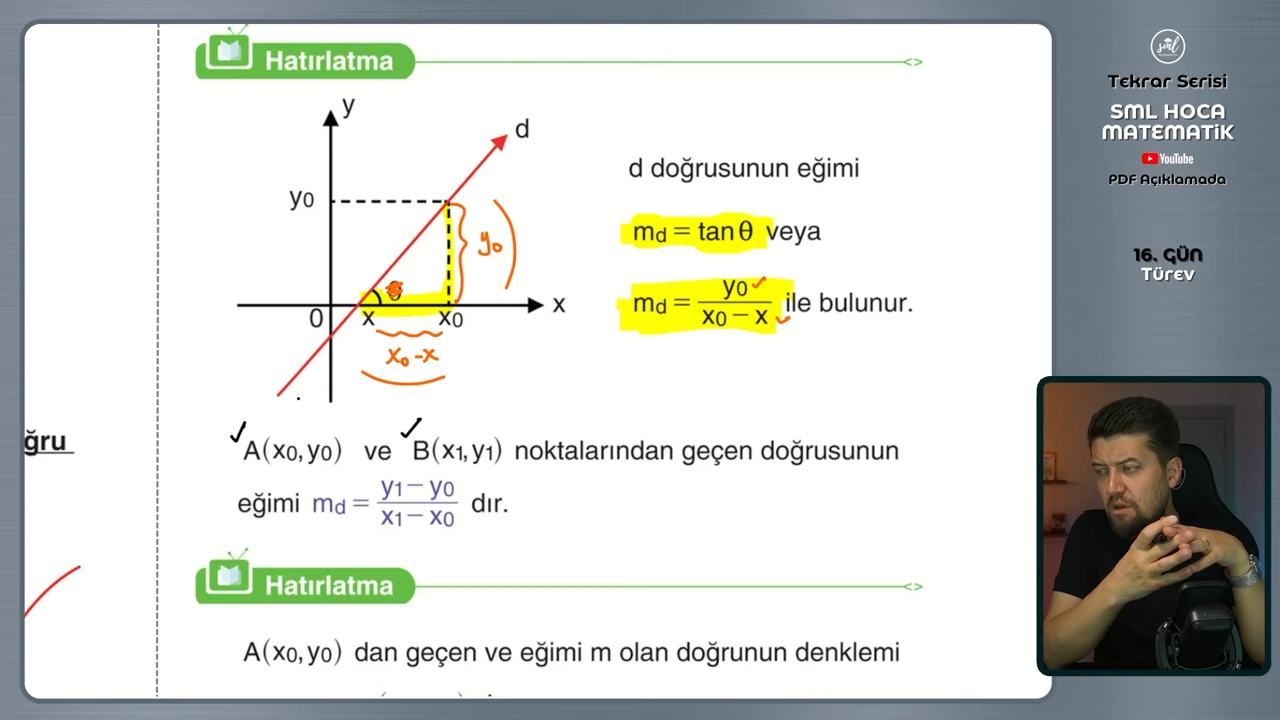 Hatırlatma
y
d
y0
y0
θ
0
x
x0
x
x0 - x
d doğrusunun eğimi
md = tan θ veya
md = y0 / x0 − x ile bulunur.
A(x0, y0) ve B(x1, y1) noktalarından geçen doğrusunun
eğimi md = y1 − y0 / x1 − x0 dır.
Hatırlatma
A(x0, y0) dan geçen ve eğimi m olan doğrunun denklemi
ğru
sml
Tekrar Serisi
SML HOCA
MATEMATİK
YouTube
PDF Açıklamada
16. GÜN
Türev